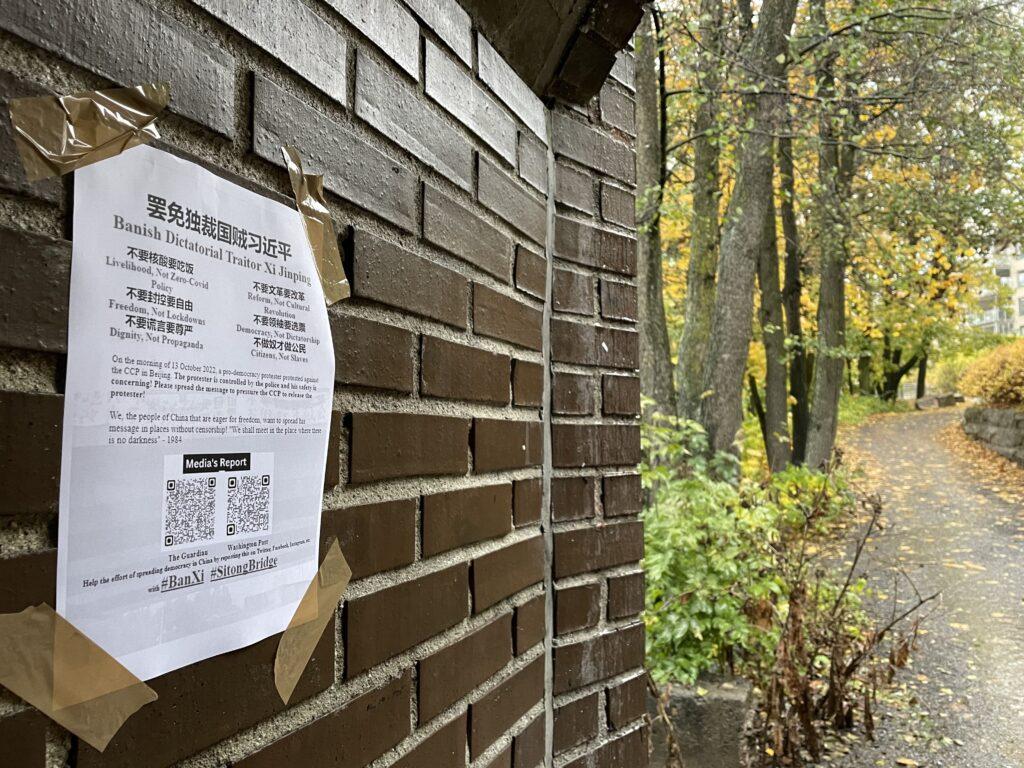 罢免独裁国贼习近平
Banish Dictatorial Traitor Xi Jinping
不要核酸要吃饭
Livelihood, Not Zero-Covid
Policy
不要封控要自由
Freedom, Not Lockdowns
不要谎言要尊严
Dignity, Not Propaganda
不要文革要改革
Reform, Not Cultural
Revolution
不要领袖要选票
Democracy, Not Dictatorship
不做奴才做公民
Citizens, Not Slaves
On the morning of 13 October 2022, a pro-democracy protester protested against
the CCP in Beijing. The protester is controlled by the police and his safety is
concerning! Please spread the message to pressure the CCP to release the
protester!
We, the people of China that are eager for freedom, want to spread his
message in places without censorship! "We shall meet in the place where there
is no darkness" - 1984
Media's Report
The Guardian
Washington Post
Help the effort of spreading democracy in China by reporting this on Twitter, Facebook, Instagram, etc.
with #BanXi #SitongBridge